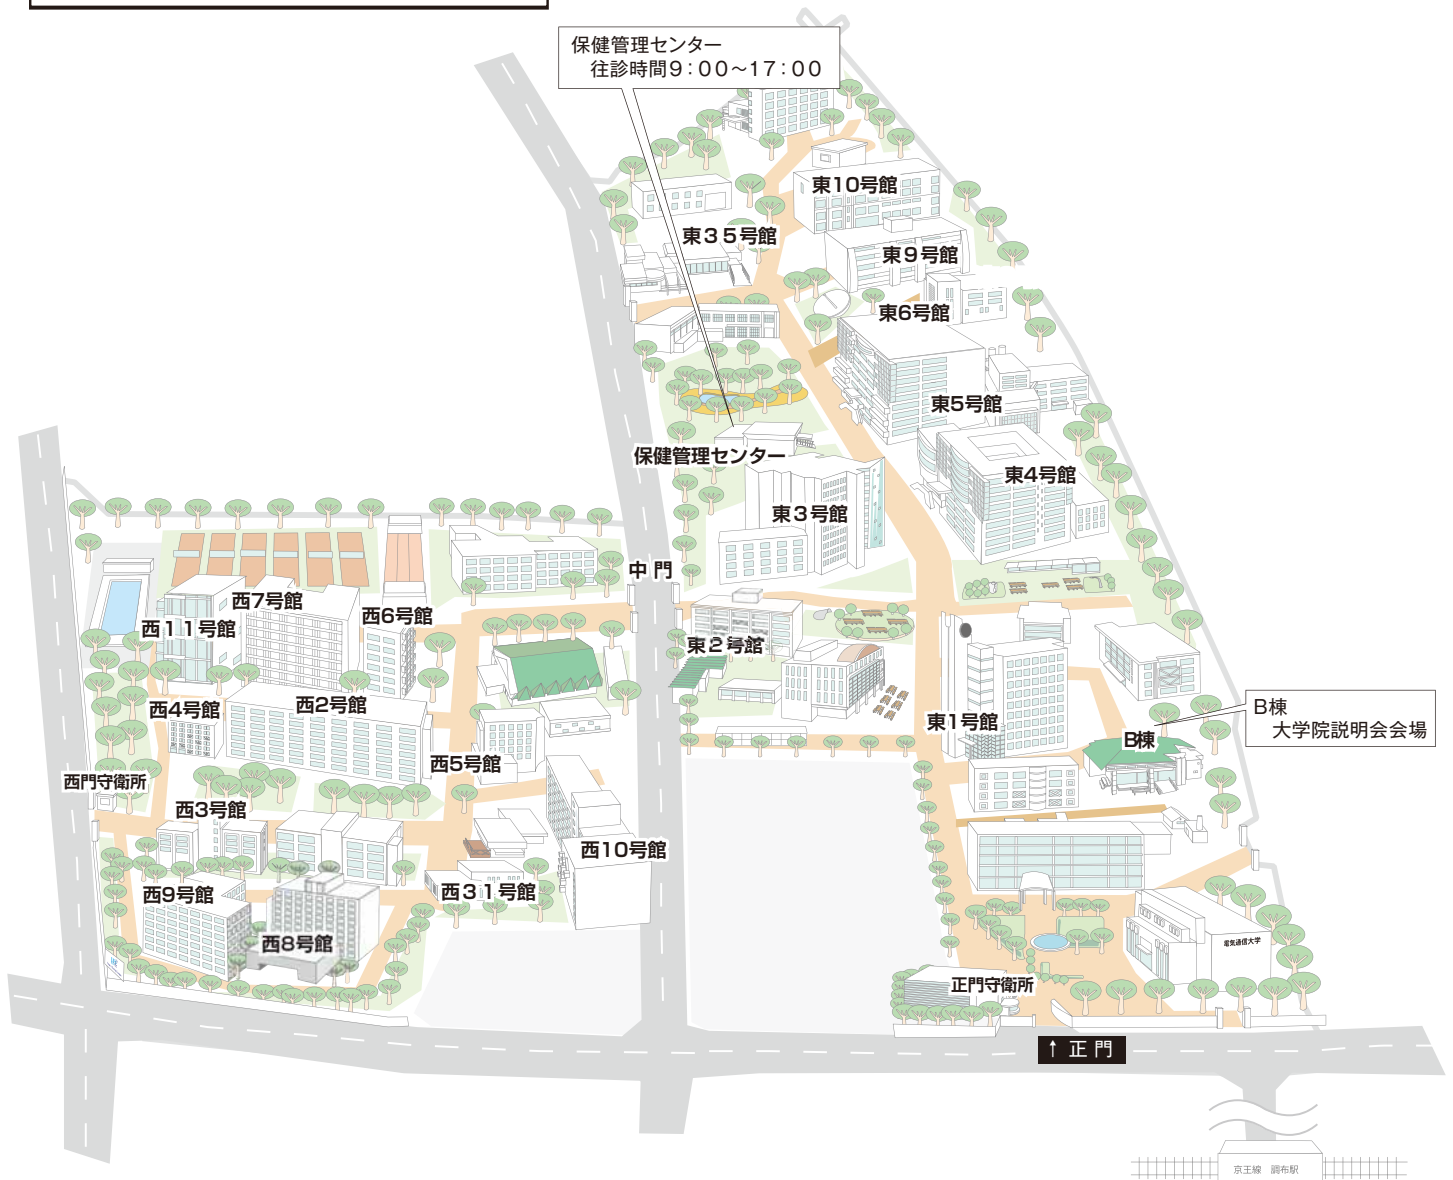 保健管理センター
往診時間9：00～17：00
東10号館
東35号館
東9号館
東6号館
東5号館
保健管理センター
東4号館
東3号館
中門
西7号館
西6号館
西11号館
東2号館
西4号館
西2号館
東1号館
B棟
大学院説明会会場
B棟
西5号館
西門守衛所
西3号館
西10号館
西9号館
西31号館
西8号館
電気通信大学
正門守衛所
↑ 正門
京王線 調布駅